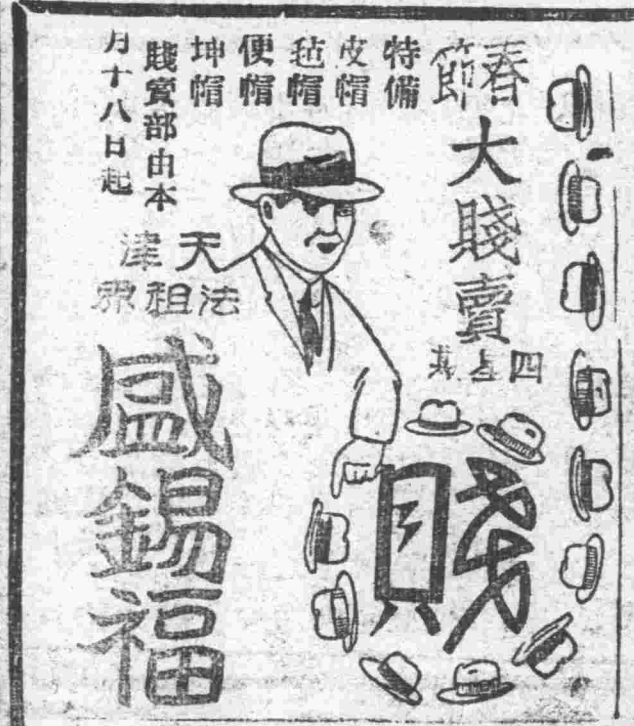 春節
大賤賣
四
特備
皮帽
毡帽
便帽
坤帽
賤賣部由本
月十八日起
賤
天津
法租界
盛錫福